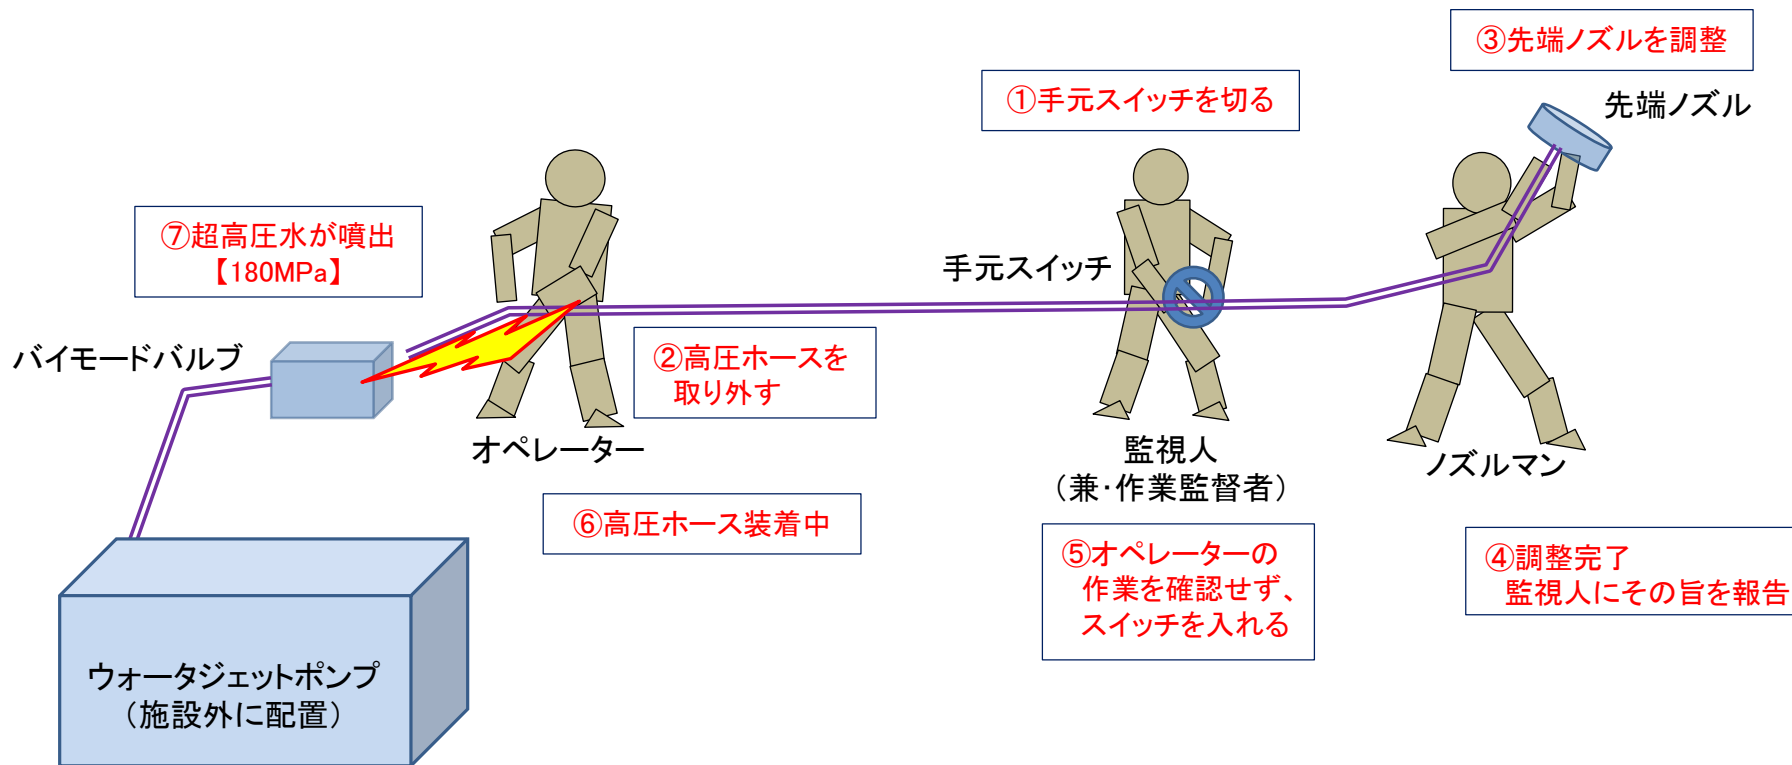 ③先端ノズルを調整
先端ノズル
①手元スイッチを切る
⑦超高圧水が噴出
【180MPa】
手元スイッチ
バイモードバルブ
②高圧ホースを
取り外す
オペレーター
監視人
（兼・作業監督者）
ノズルマン
⑥高圧ホース装着中
⑤オペレーターの
作業を確認せず、
スイッチを入れる
④調整完了
監視人にその旨を報告
ウォータジェットポンプ
（施設外に配置）